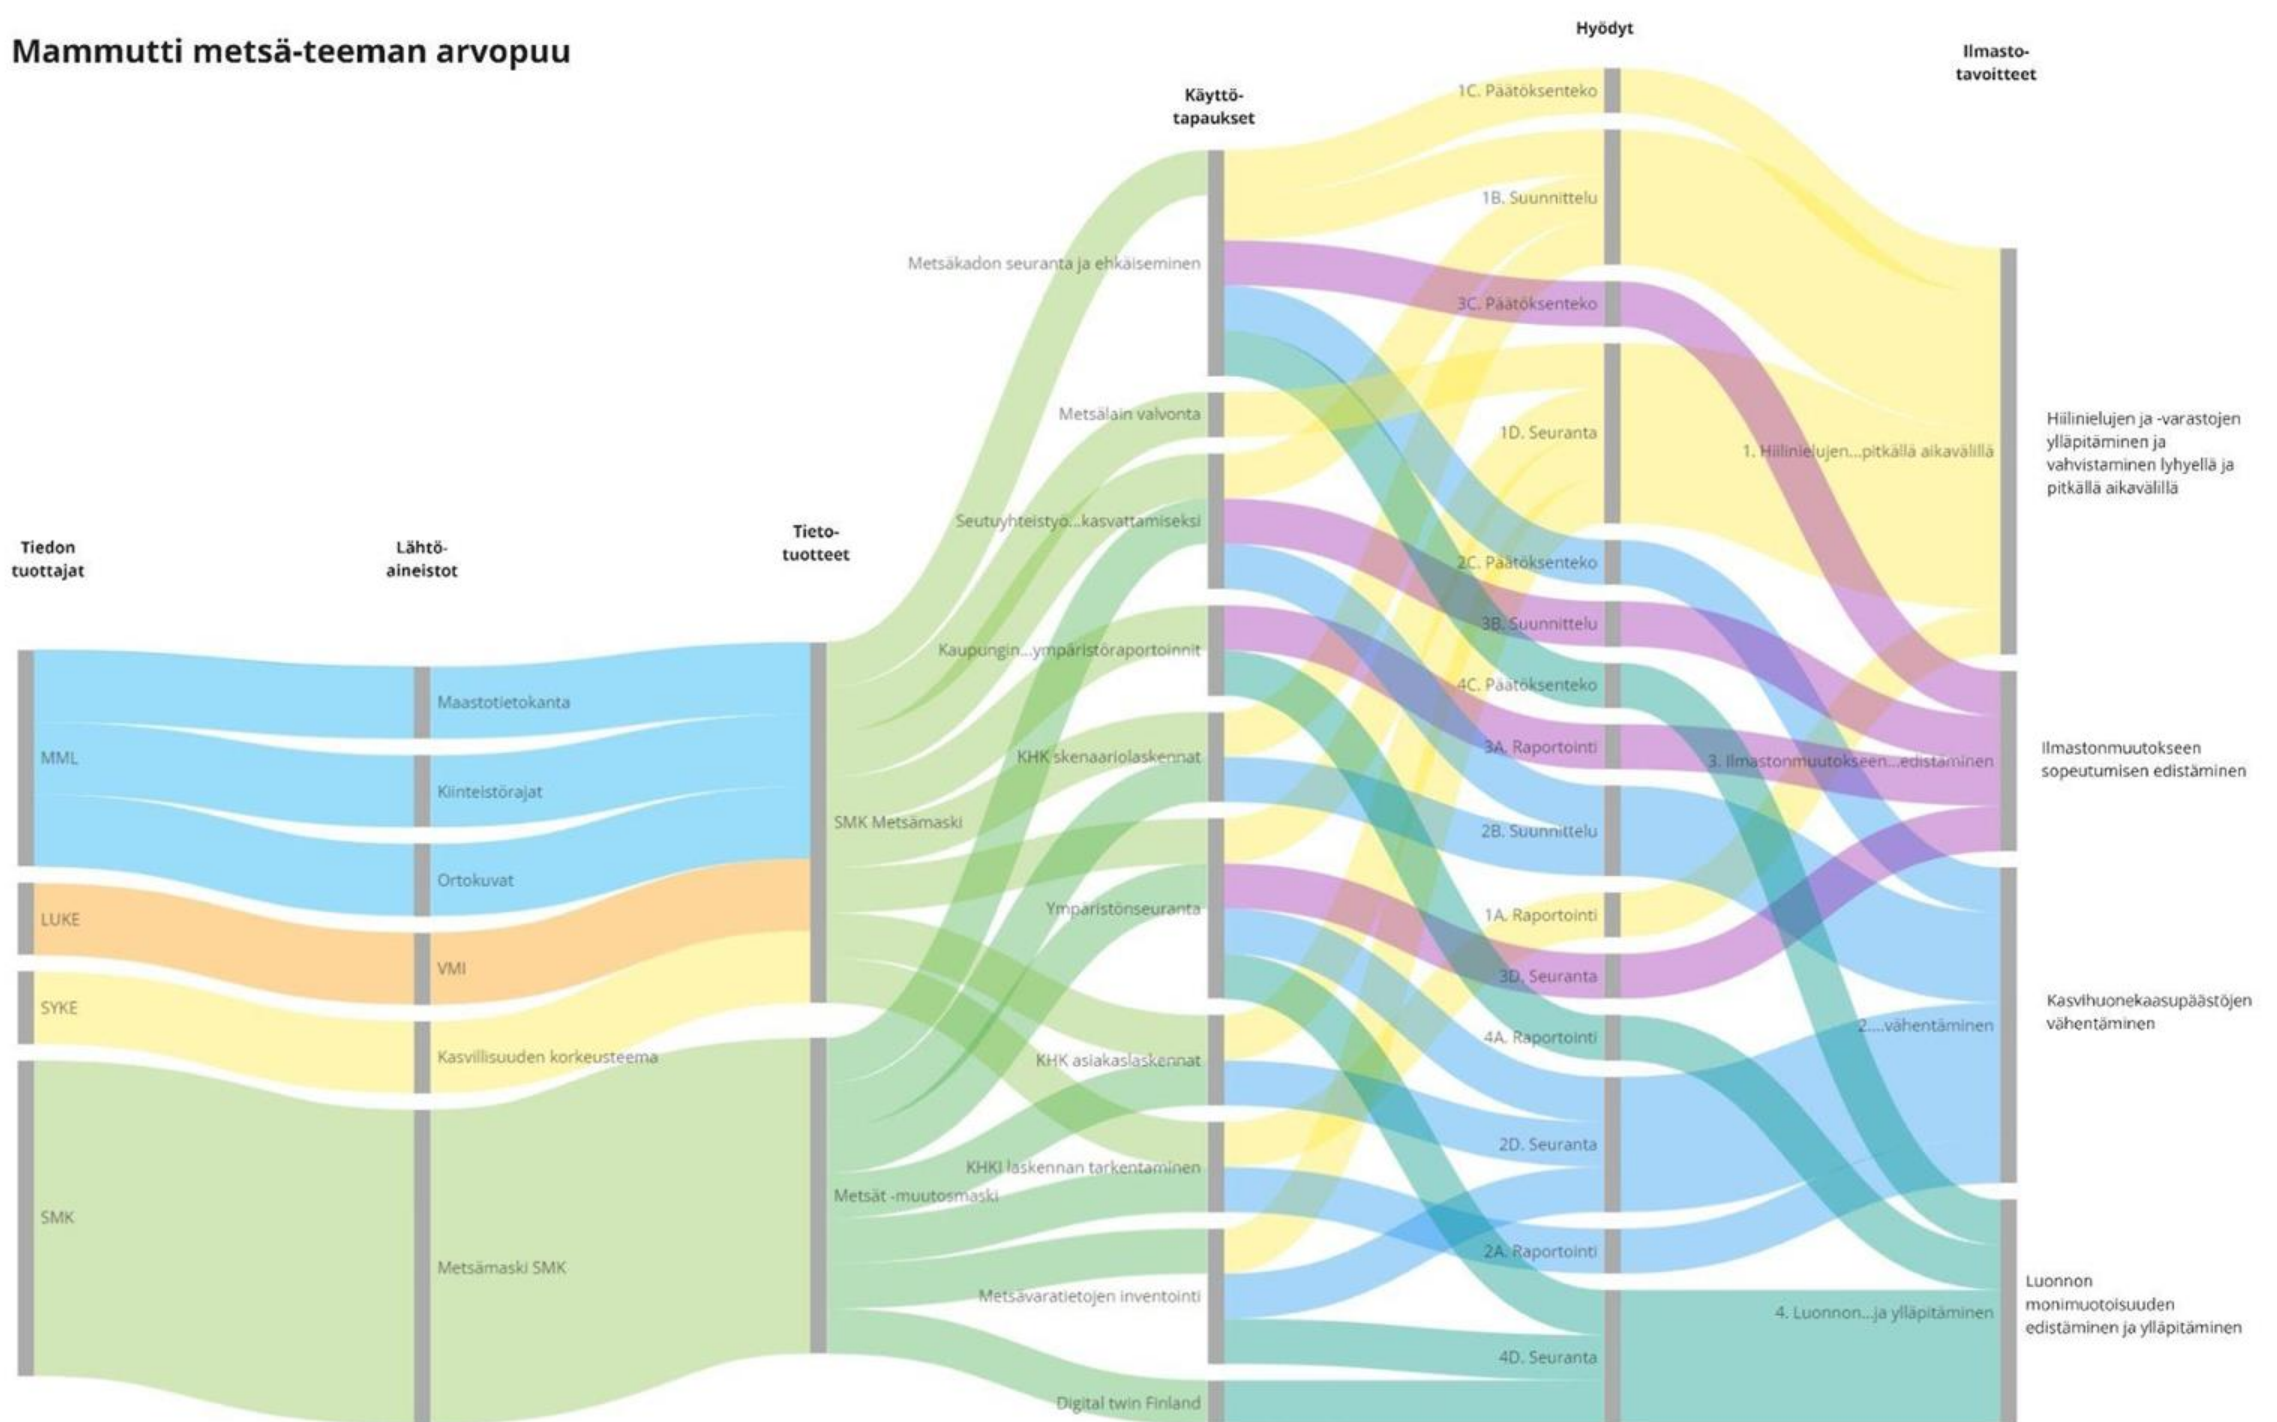 Mammutti metsä-teeman arvopuu
Tiedon
tuottajat
MML
LUKE
SYKE
SMK
Lähtö-
aineistot
Maastotietokanta
Kiinteistörajat
Ortokuvat
VMI
Kasvillisuuden korkeusteema
Metsämaski SMK
Tieto-
tuotteet
SMK Metsämaski
Metsät -muutosmaski
Käyttö-
tapaukset
Metsäkadon seuranta ja ehkäiseminen
Metsälain valvonta
Seutuyhteistyö...kasvattamiseksi
Kaupungin...ympäristöraportoinnit
KHK skenaariolaskennat
Ympäristönseuranta
KHK asiakaslaskennat
KHKI laskennan tarkentaminen
Metsävaratietojen inventointi
Digital twin Finland
Hyödyt
1C. Päätöksenteko
1B. Suunnittelu
3C. Päätöksenteko
1D. Seuranta
2C. Päätöksenteko
3B. Suunnittelu
4C. Päätöksenteko
3A. Raportointi
2B. Suunnittelu
1A. Raportointi
3D. Seuranta
4A. Raportointi
2D. Seuranta
2A. Raportointi
4D. Seuranta
Ilmasto-
tavoitteet
1. Hiilinielujen...pitkällä aikavälillä
3. Ilmastonmuutokseen...edistäminen
2....vähentäminen
4. Luonnon...ja ylläpitäminen
Hiilinielujen ja -varastojen
ylläpitäminen ja
vahvistaminen lyhyellä ja
pitkällä aikavälillä
Ilmastonmuutokseen
sopeutumisen edistäminen
Kasvihuonekaasupäästöjen
vähentäminen
Luonnon
monimuotoisuuden
edistäminen ja ylläpitäminen